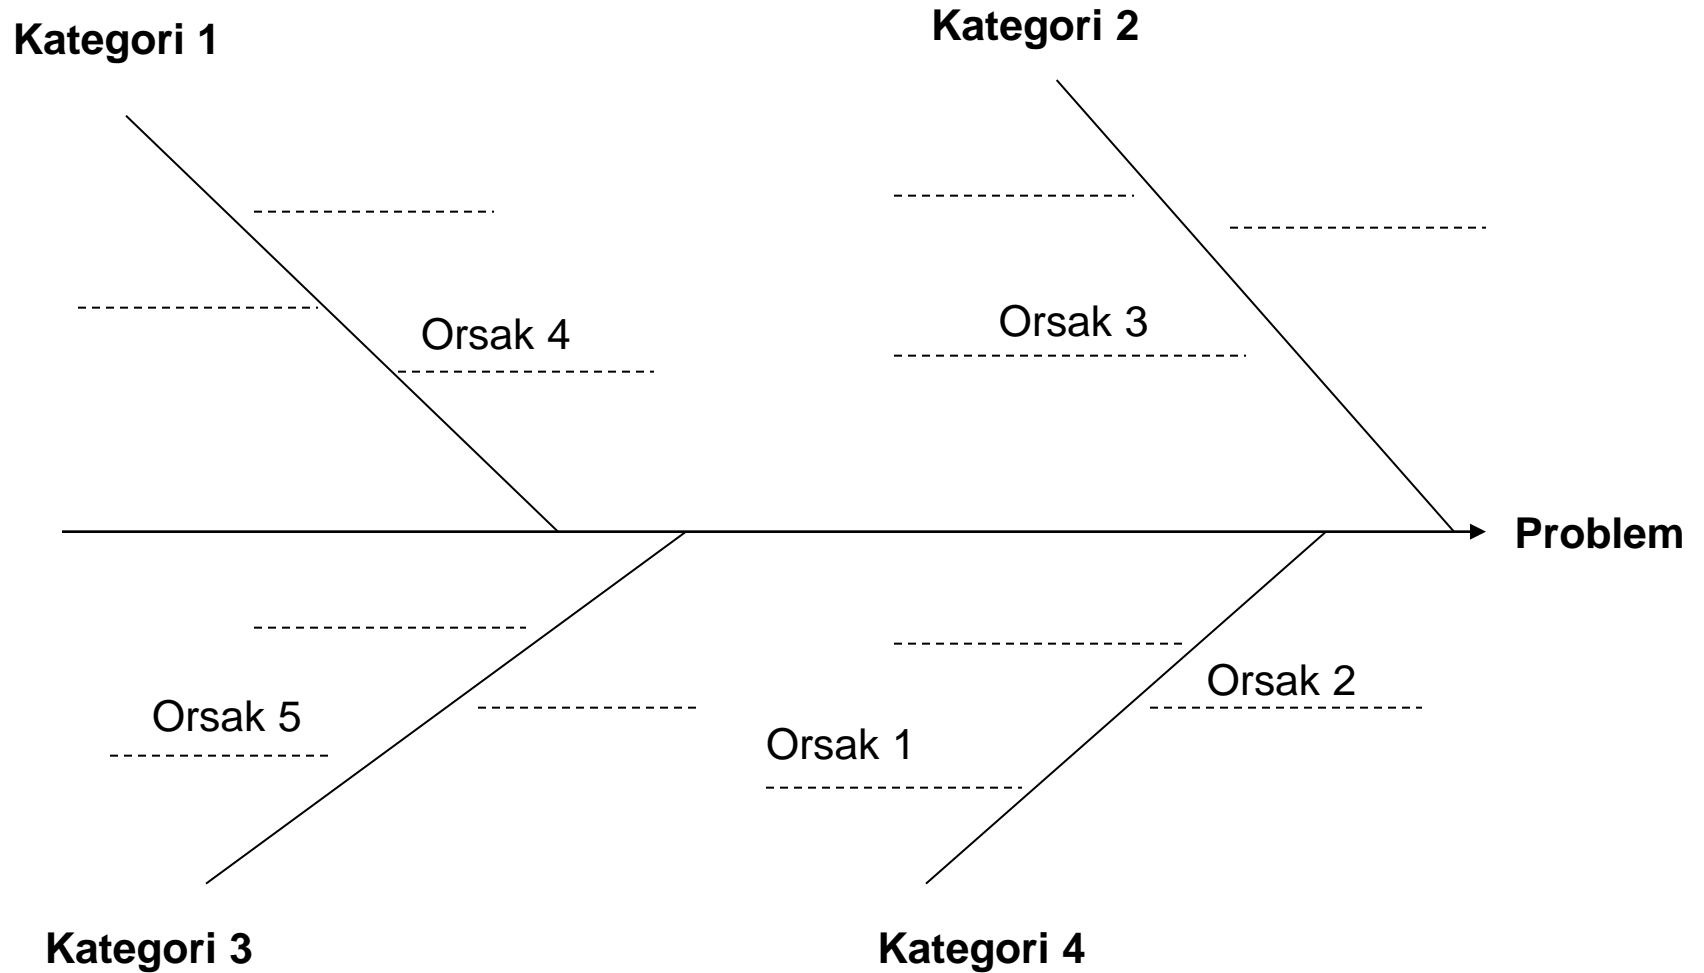 Kategori 1
Kategori 2
Orsak 4
Orsak 3
Problem
Orsak 5
Orsak 1
Orsak 2
Kategori 3
Kategori 4